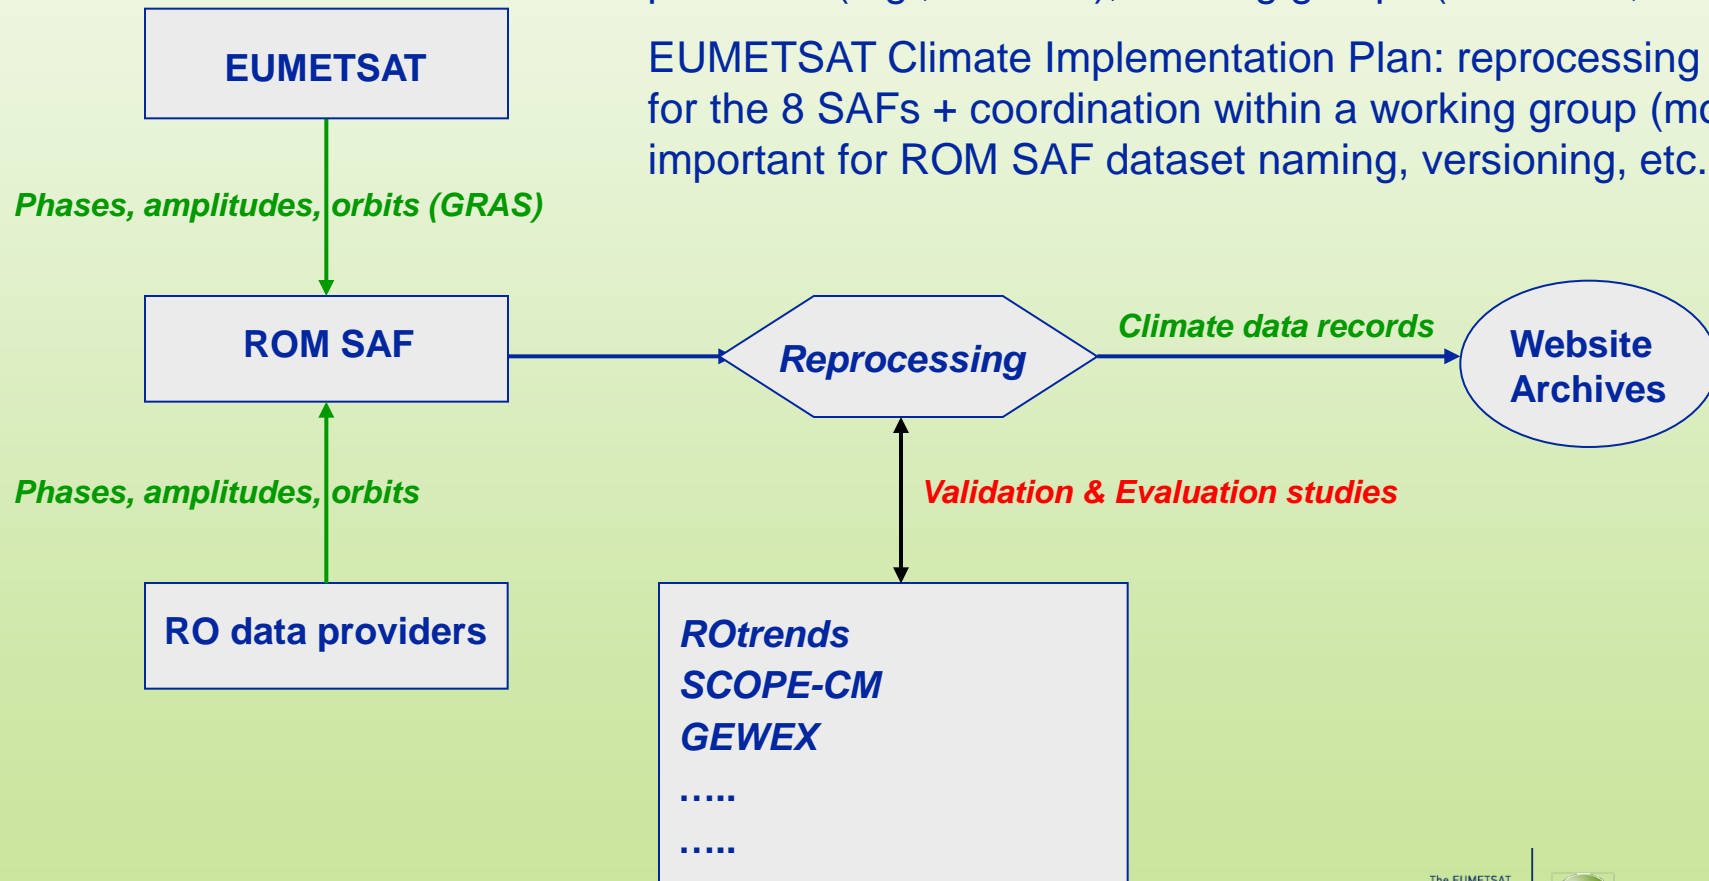 EUMETSAT
EUMETSAT Climate Implementation Plan: reprocessing
for the 8 SAFs + coordination within a working group
important for ROM SAF dataset naming, versioning, etc.
Phases, amplitudes, orbits (GRAS)
ROM SAF
Reprocessing
Climate data records
Website
Archives
Phases, amplitudes, orbits
Validation & Evaluation studies
RO data providers
ROtrends
SCOPE-CM
GEWEX
…..
…..
The EUMETSAT